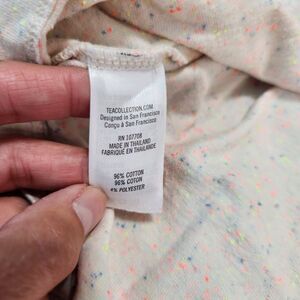 TEACOLLECTION.COM
Designed in San Francisco
Conçu à San Francisco
RN 107708
MADE IN THAILAND
FABRIQUÉ EN THAÏLANDE
96% COTTON
96% COTON
4% POLYESTER